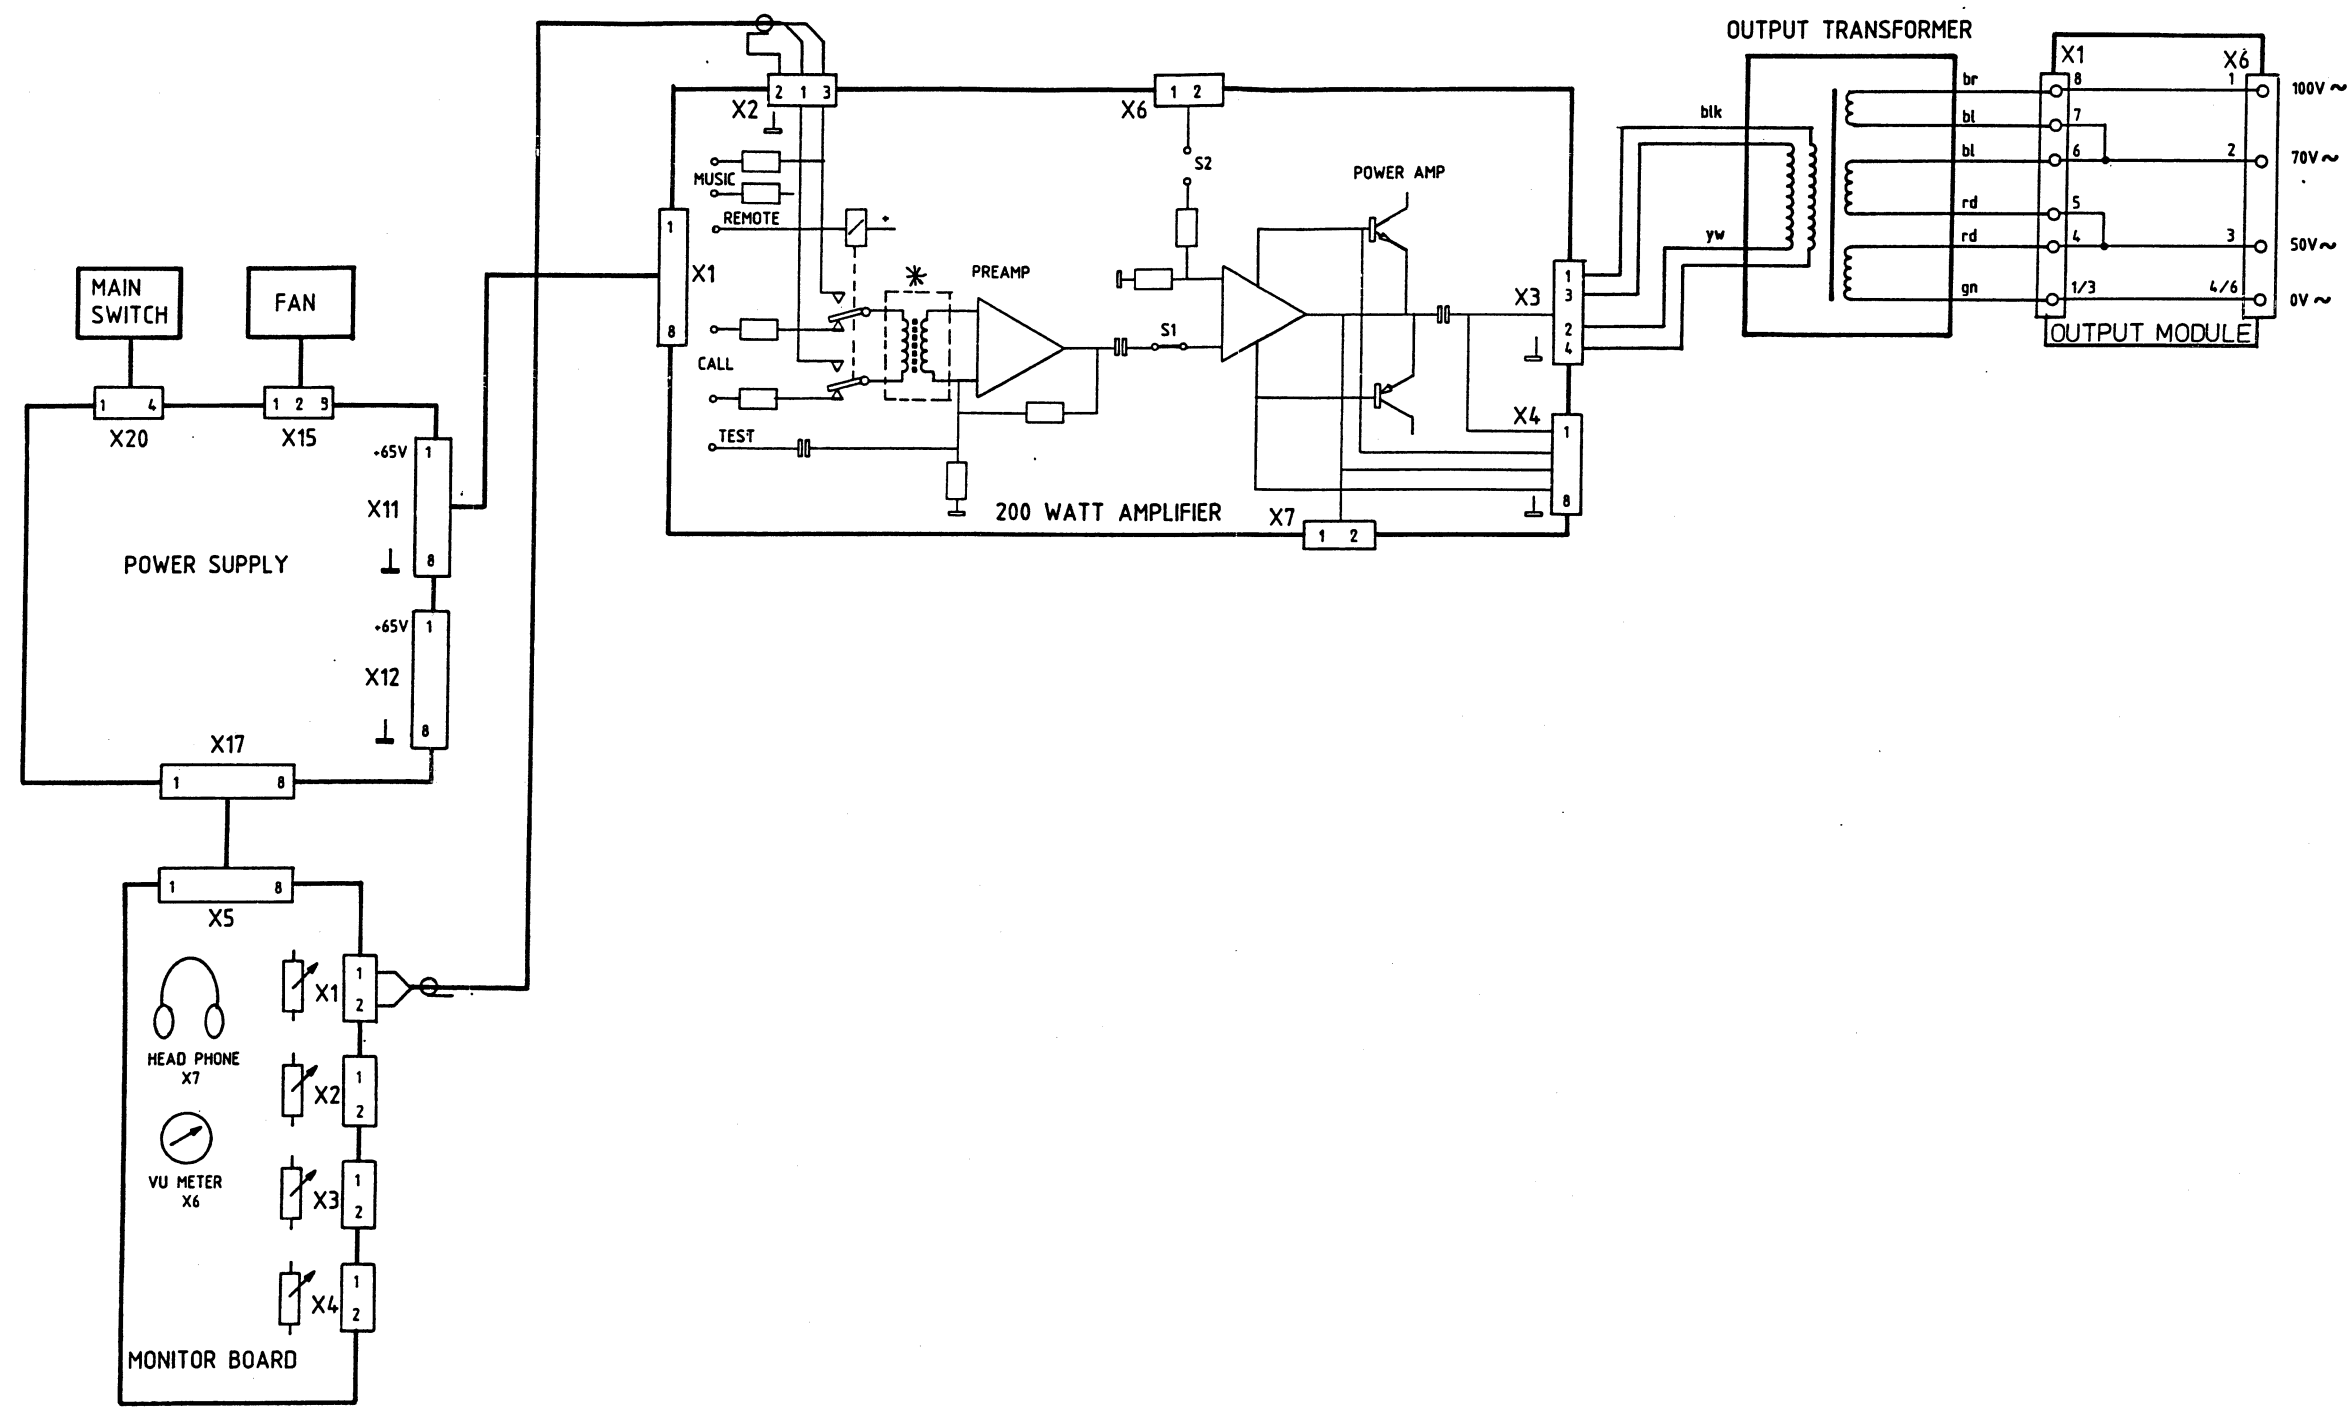 OUTPUT TRANSFORMER
X1
X6
br 8 1 100V ~
bl 7
bl 6 2 70V ~
rd 5
rd 4 3 50V ~
gn 1/3 4/6 0V ~
OUTPUT MODULE
blk
yw
2 1 3
X2
1 2
X6
S2
MUSIC
REMOTE
+
POWER AMP
1
X1
8
*
PREAMP
CALL
TEST
S1
X3
1
3
2
4
X4
1
8
200 WATT AMPLIFIER
X7
1 2
MAIN
SWITCH
FAN
1 4
X20
1 2 3
X15
+65V
1
X11
8
POWER SUPPLY
+65V
1
X12
8
X17
1 8
1 8
X5
HEAD PHONE
X7
VU METER
X6
X1
1
2
X2
1
2
X3
1
2
X4
1
2
MONITOR BOARD